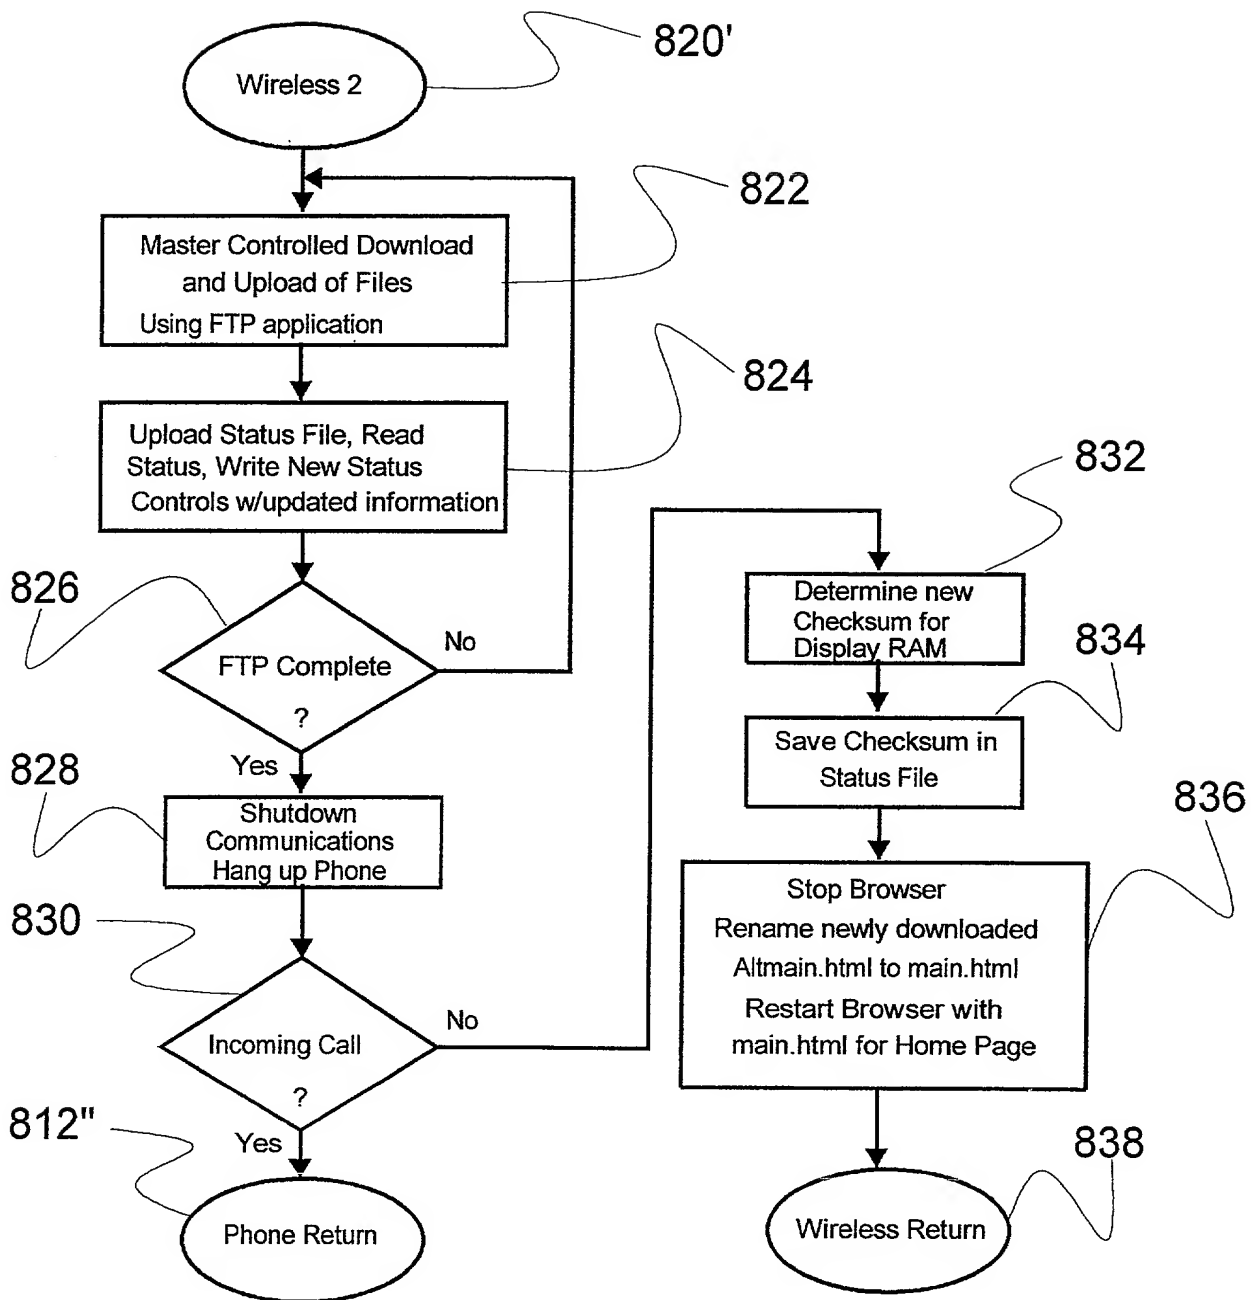 820'
Wireless 2
822
Master Controlled Download
and Upload of Files
Using FTP application
824
Upload Status File, Read
Status, Write New Status
Controls w/updated information
826
FTP Complete
?
No
Yes
828
Shutdown
Communications
Hang up Phone
830
Incoming Call
?
No
Yes
812"
Phone Return
832
Determine new
Checksum for
Display RAM
834
Save Checksum in
Status File
836
Stop Browser
Rename newly downloaded
Altmain.html to main.html
Restart Browser with
main.html for Home Page
838
Wireless Return